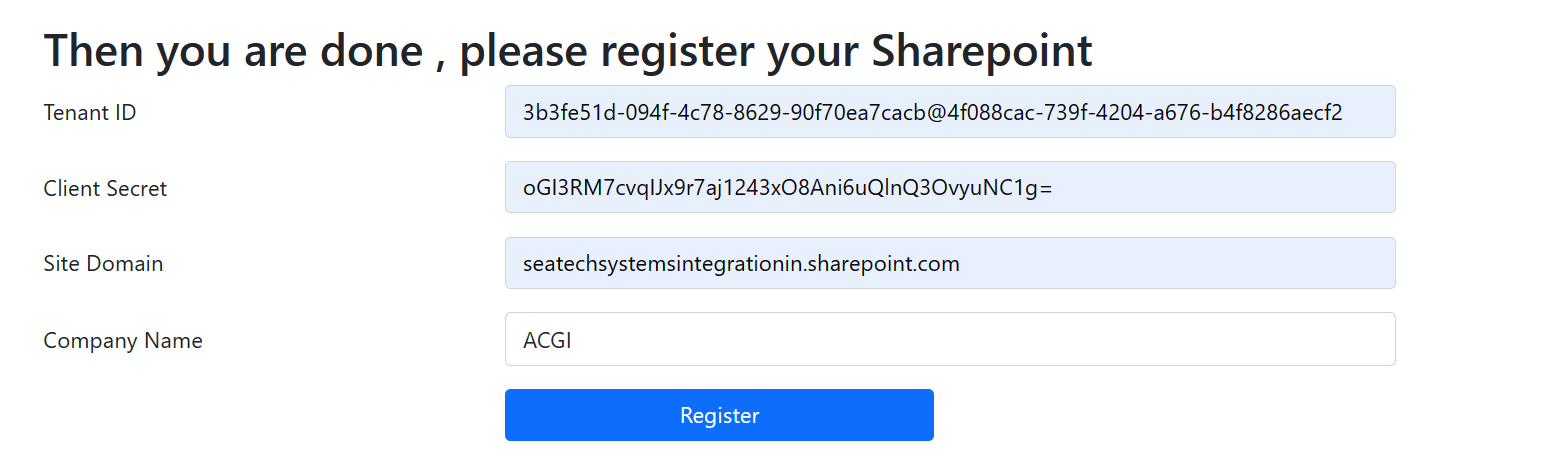 Then you are done , please register your Sharepoint
Tenant ID
3b3fe51d-094f-4c78-8629-90f70ea7cacb@4f088cac-739f-4204-a676-b4f8286aecf2
Client Secret
oGI3RM7cvqIJx9r7aj1243xO8Ani6uQlnQ3OvyuNC1g=
Site Domain
seatechsystemsintegrationin.sharepoint.com
Company Name
ACGI
Register